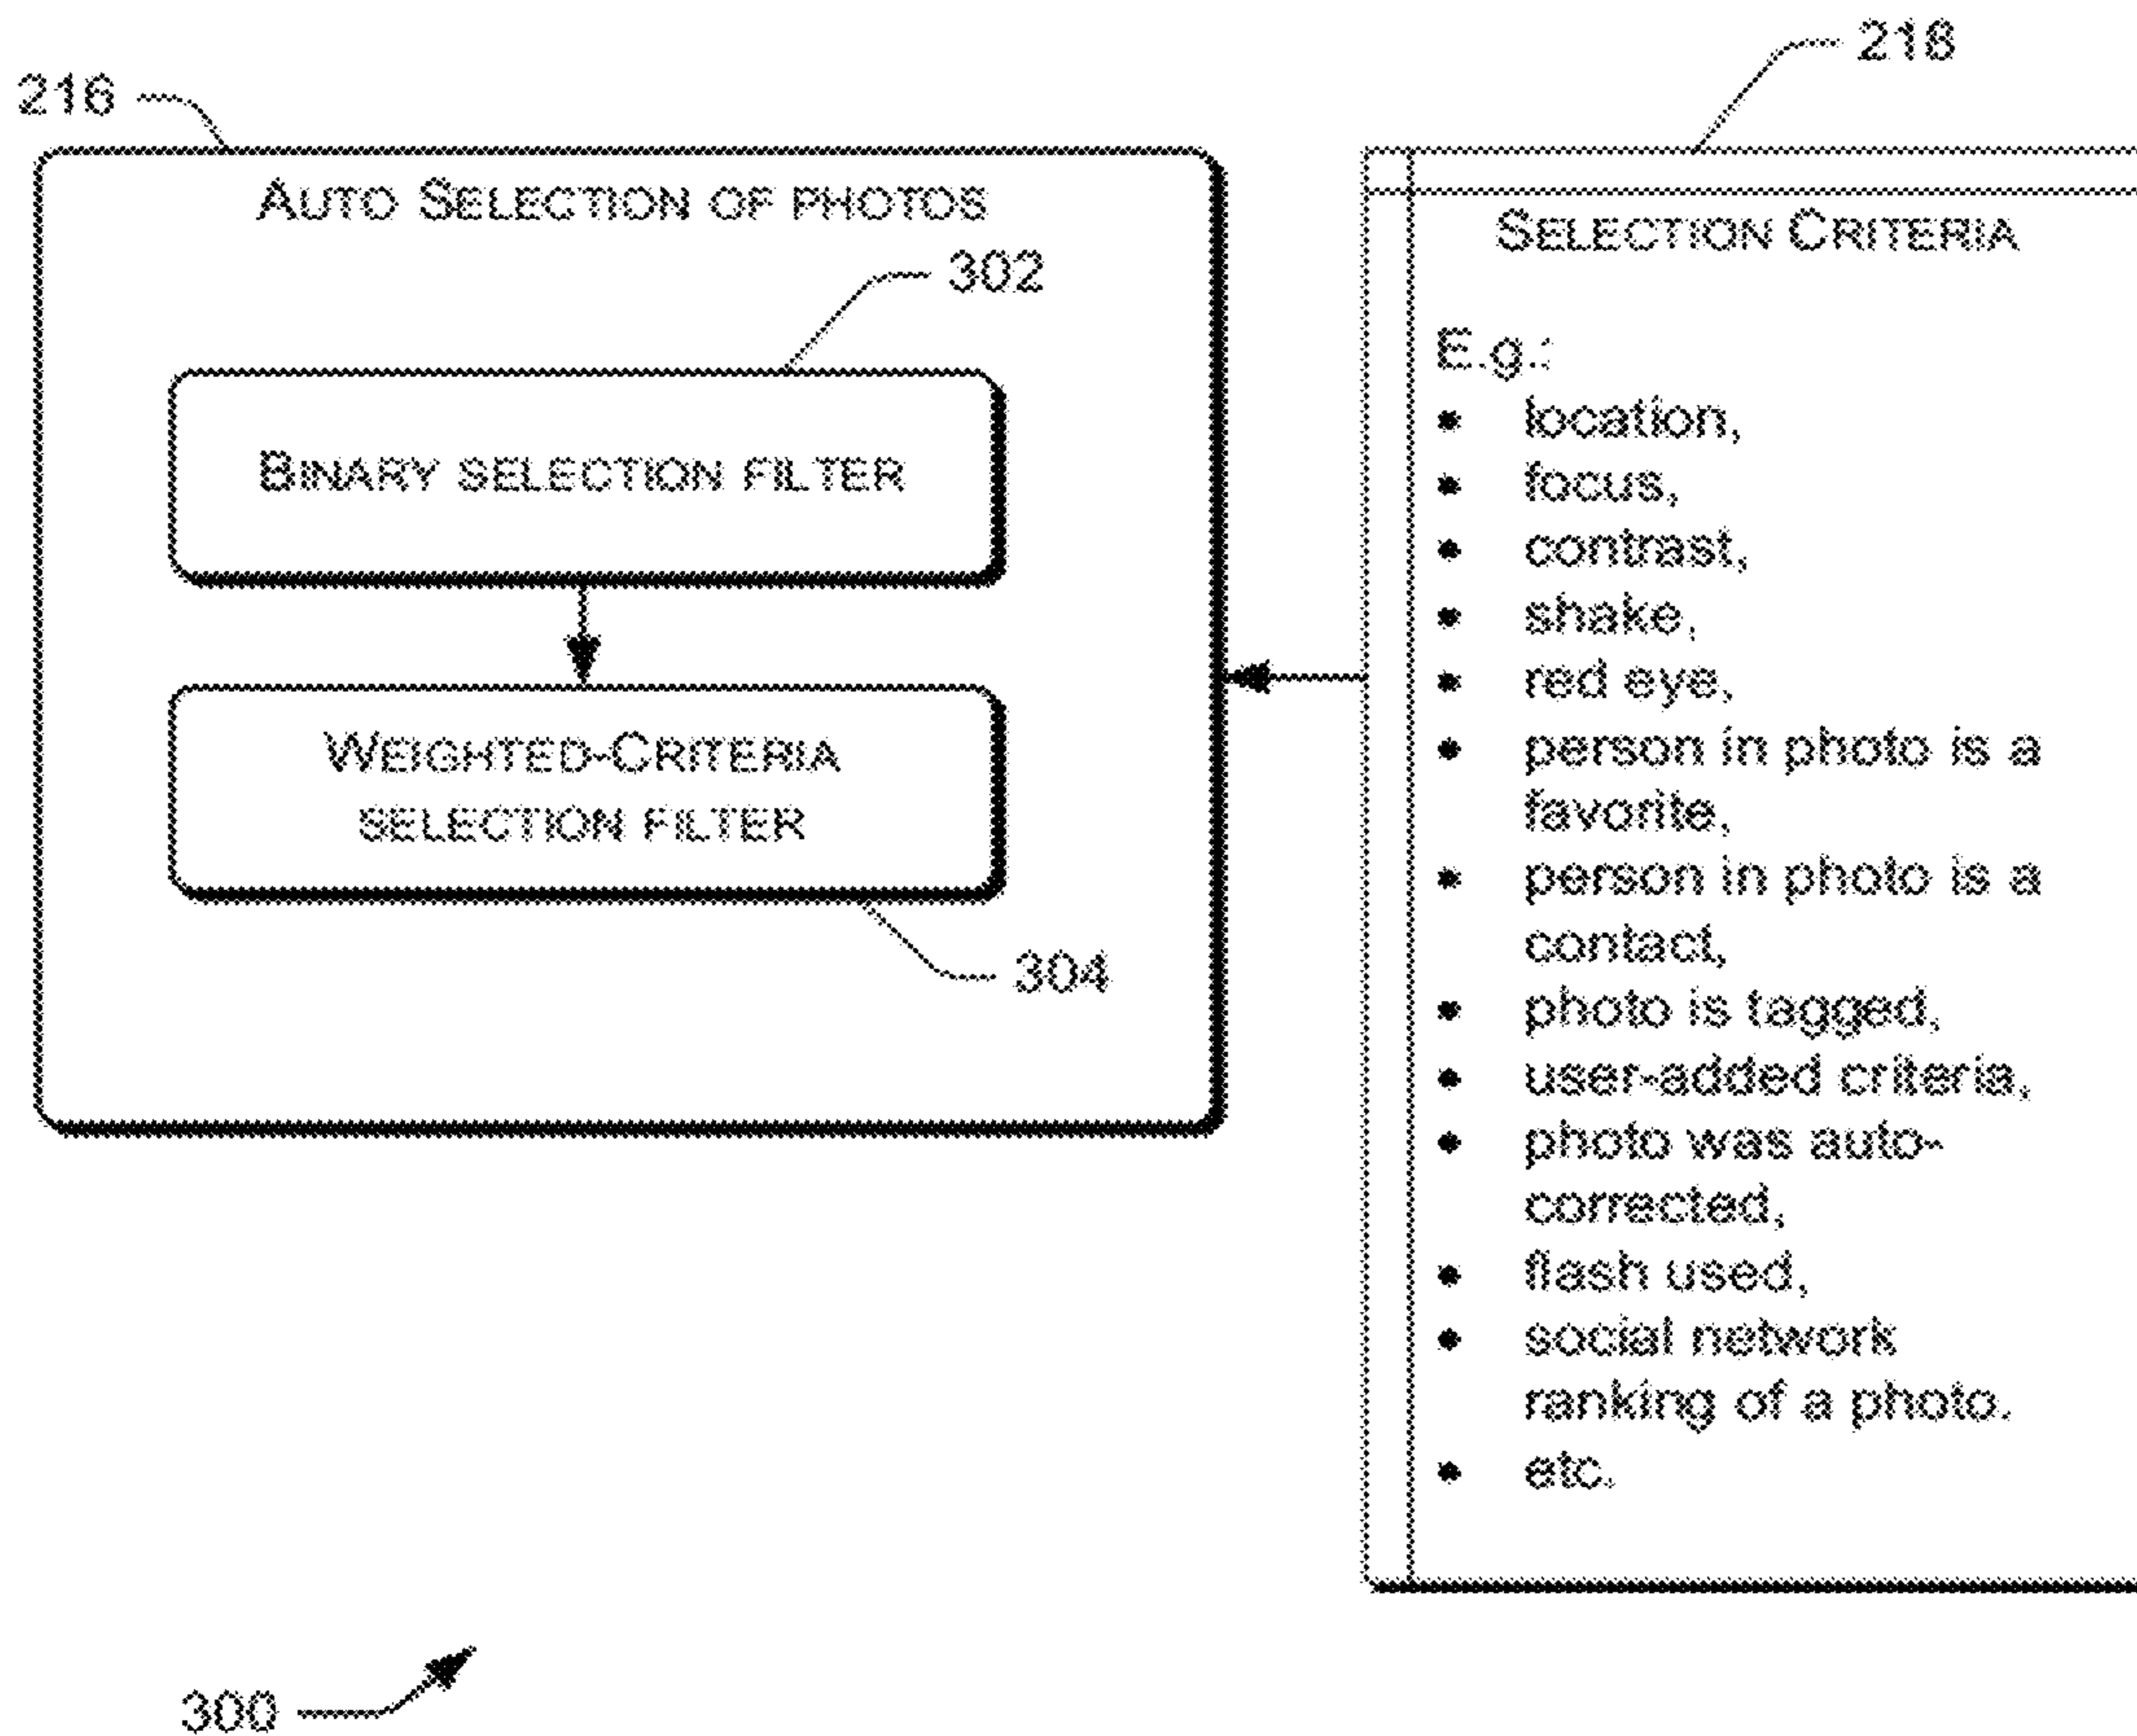 216
AUTO SELECTION OF PHOTOS
302
BINARY SELECTION FILTER
WEIGHTED-CRITERIA
SELECTION FILTER
304
218
SELECTION CRITERIA
E.g.:
• location,
• focus,
• contrast,
• shake,
• red eye,
• person in photo is a
favorite,
• person in photo is a
contact,
• photo is tagged,
• user-added criteria,
• photo was auto-
corrected,
• flash used,
• social network
ranking of a photo.
• etc.
300